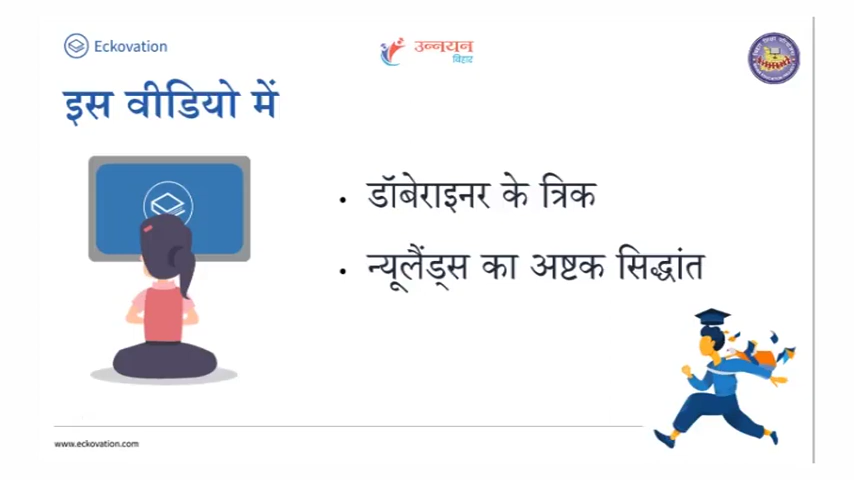 Eckovation
उन्नयन
बिहार
इस वीडियो में
• डॉबेराइनर के त्रिक
• न्यूलैंड्स का अष्टक सिद्धांत
www.eckovation.com